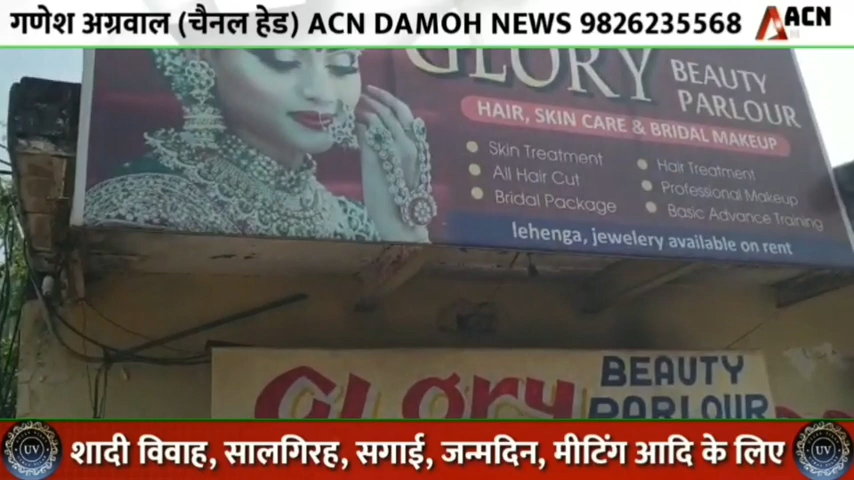 गणेश अग्रवाल (चैनल हेड) ACN DAMOH NEWS 9826235568
ACN
GLORY BEAUTY PARLOUR
HAIR, SKIN CARE & BRIDAL MAKEUP
Skin Treatment
All Hair Cut
Bridal Package
Hair Treatment
Professional Makeup
Basic Advance Training
lehenga, jewelery available on rent
Glory BEAUTY PARLOUR
UV
शादी विवाह, सालगिरह, सगाई, जन्मदिन, मीटिंग आदि के लिए
UV